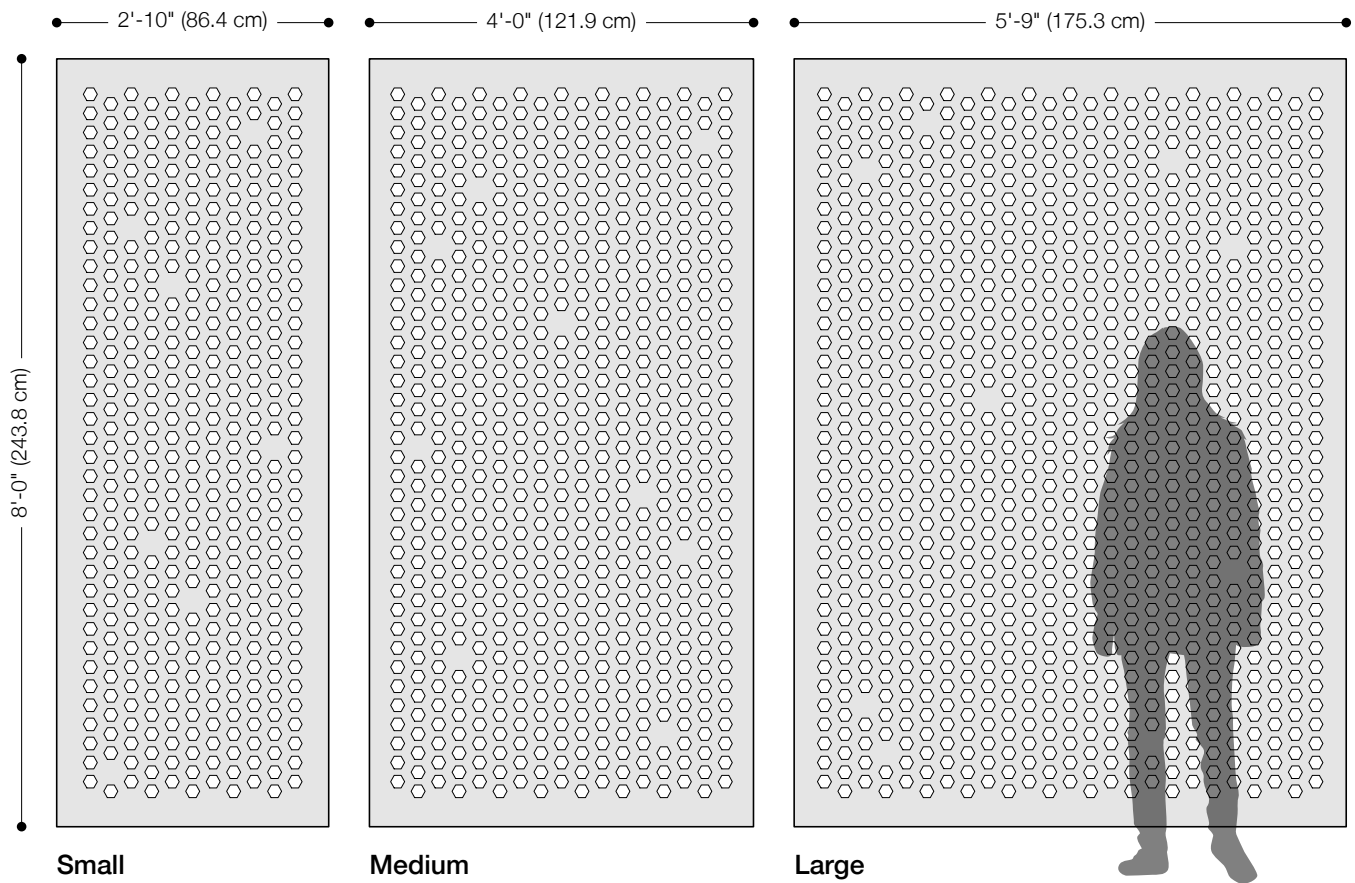 2'-10" (86.4 cm)
4'-0" (121.9 cm)
5'-9" (175.3 cm)
8'-0" (243.8 cm)
Small
Medium
Large